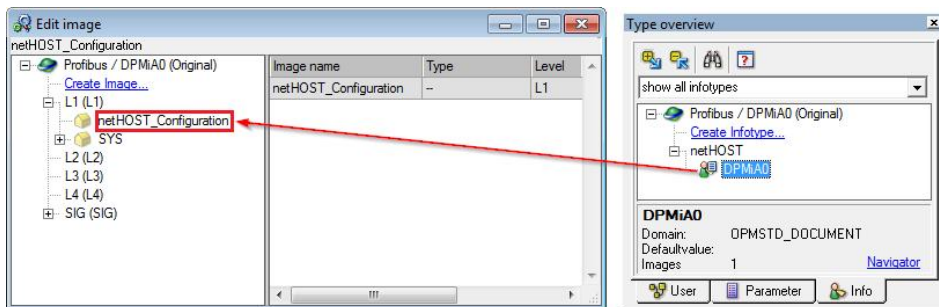 Edit image
netHOST_Configuration
Profibus / DPMiA0 (Original)
Create Image...
L1 (L1)
netHOST_Configuration
SYS
L2 (L2)
L3 (L3)
L4 (L4)
SIG (SIG)
Image name Type Level
netHOST_Configuration -- L1
Type overview
show all infotypes
Profibus / DPMiA0 (Original)
Create Infotype...
netHOST
DPMiA0
DPMiA0
Domain: OPMSTD_DOCUMENT
Defaultvalue:
Images 1 Navigator
User Parameter Info